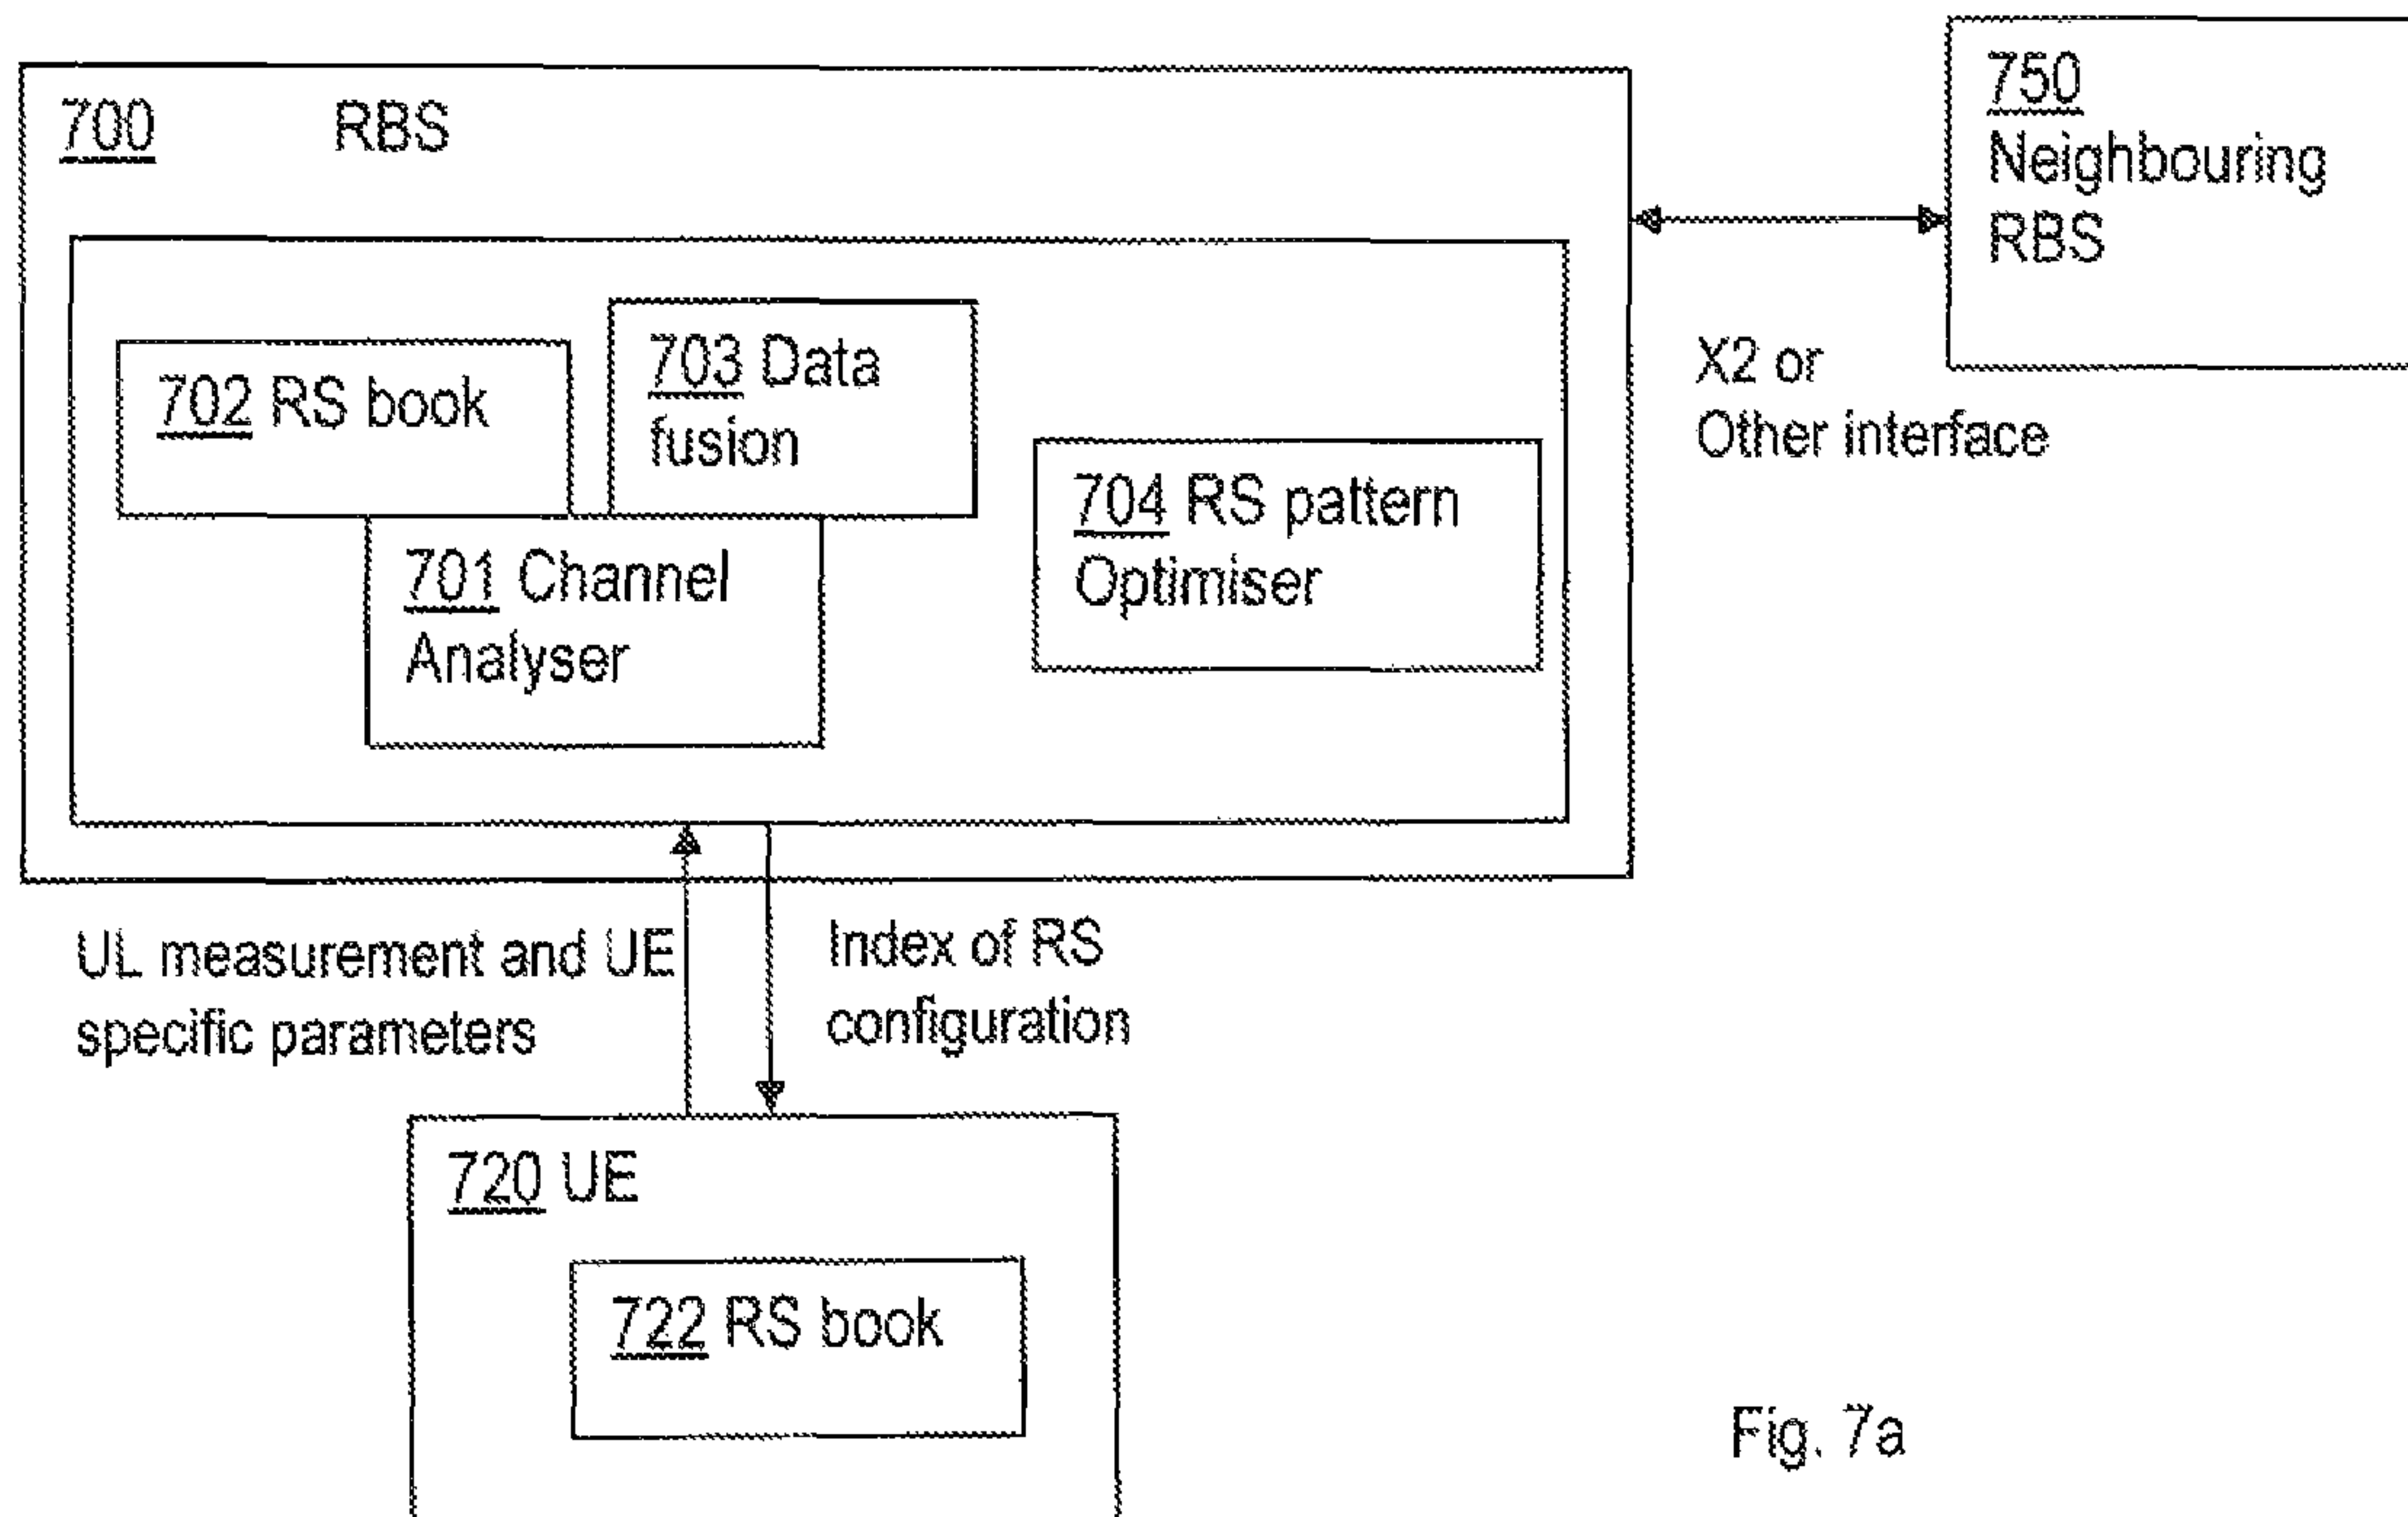 700 RBS
750
Neighbouring
RBS
702 RS book
703 Data
fusion
704 RS pattern
Optimiser
701 Channel
Analyser
X2 or
Other interface
UL measurement and UE
specific parameters
Index of RS
configuration
720 UE
722 RS book
Fig. 7a